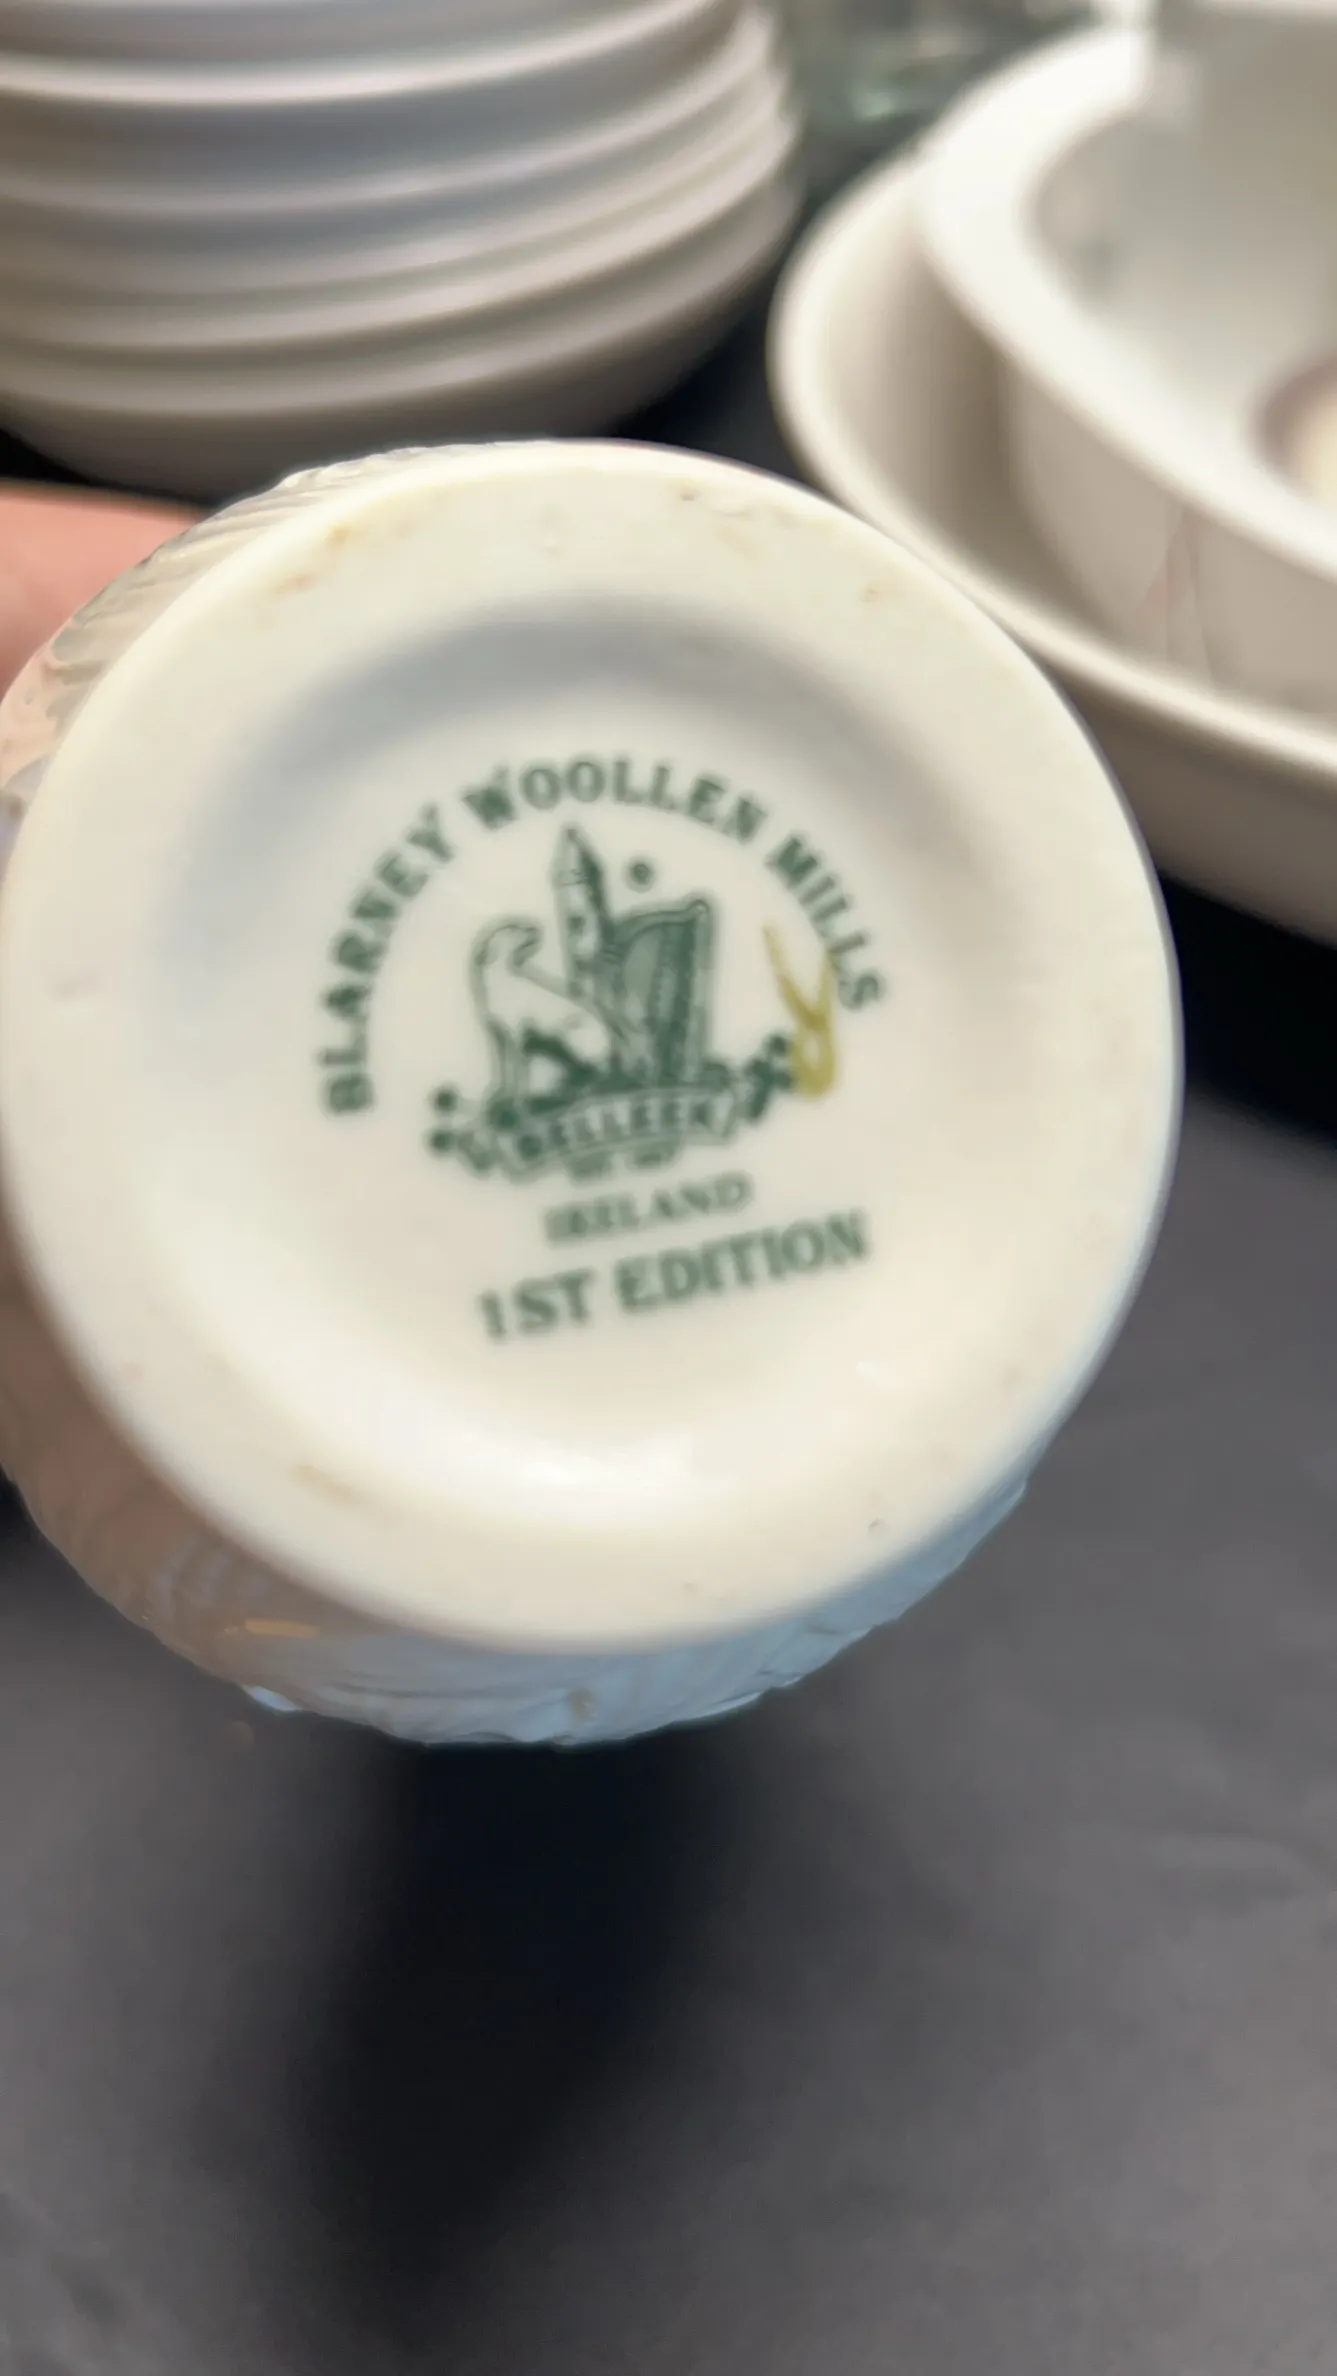 BLARNEY WOOLLEN MILLS
BELLEEK
IRELAND
1ST EDITION